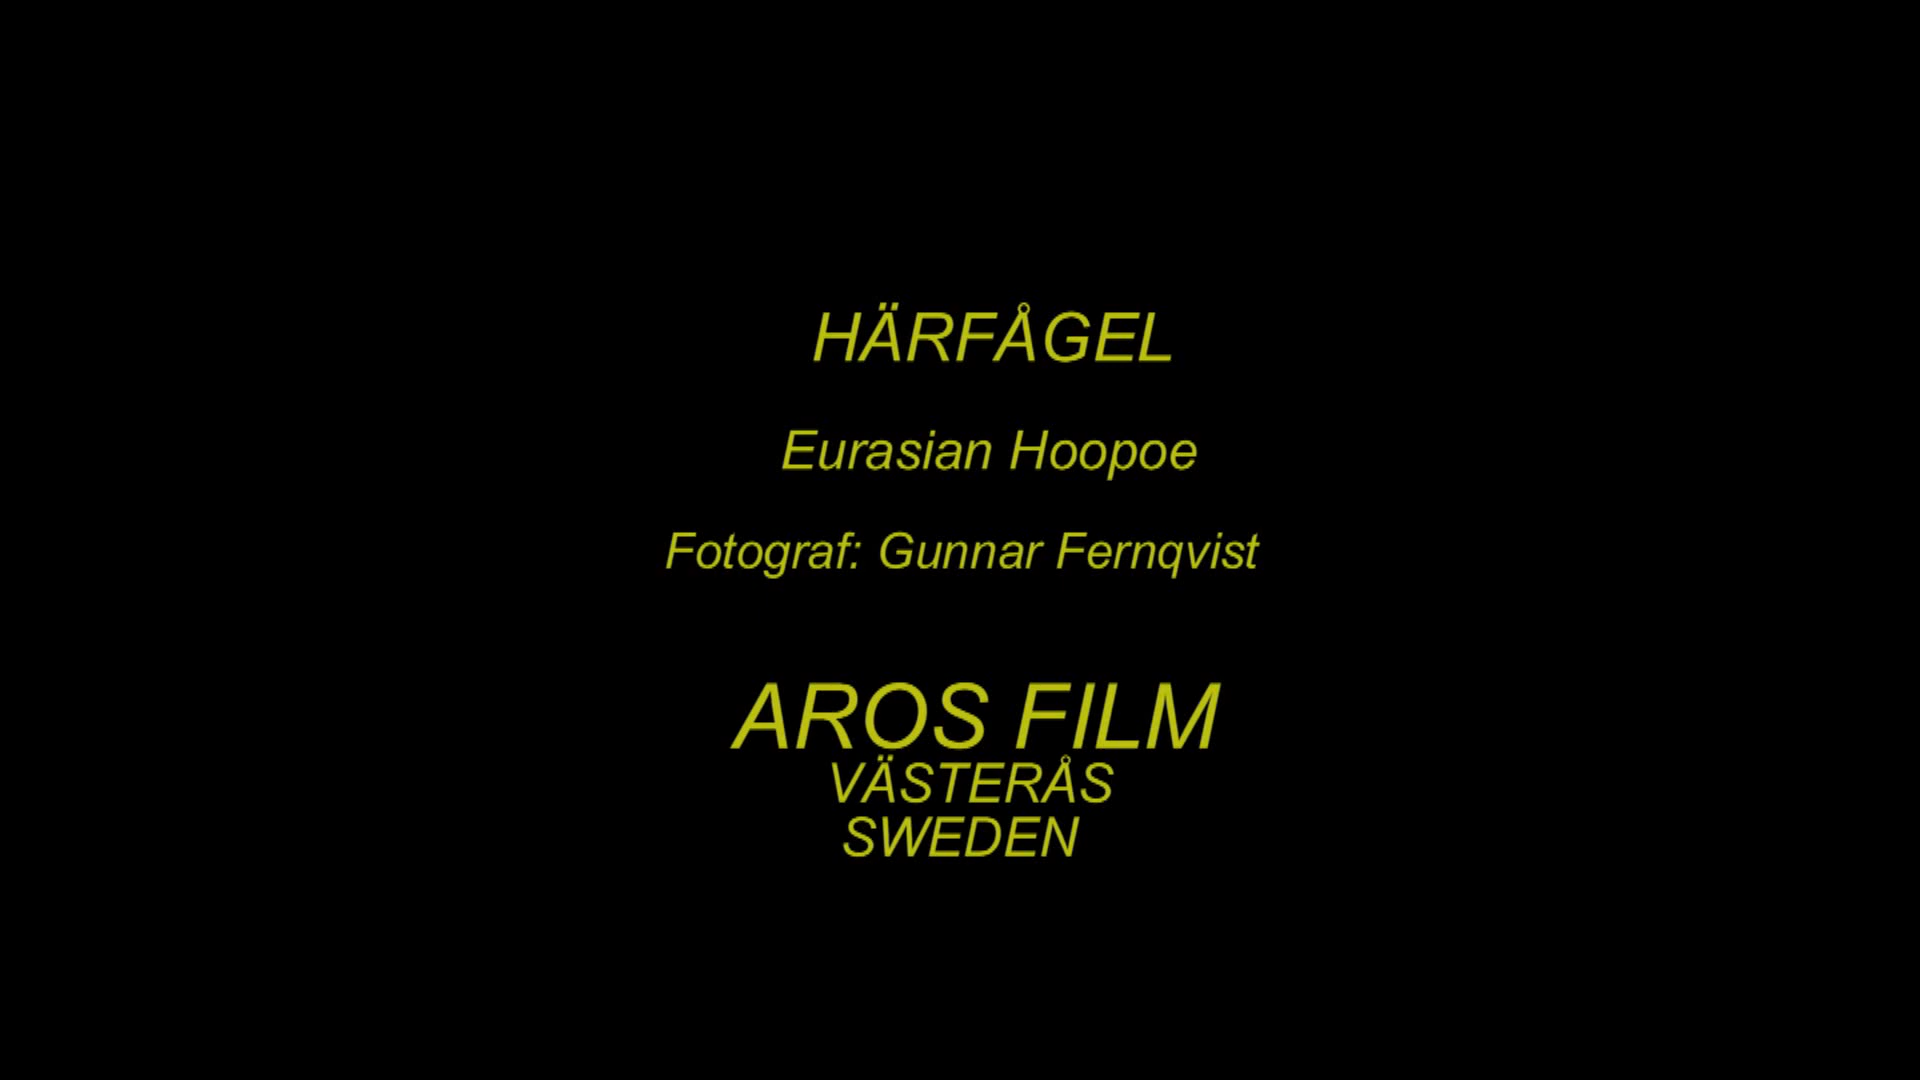 HÄRFÅGEL
Eurasian Hoopoe
Fotograf: Gunnar Fernqvist
AROS FILM
VÄSTERÅS
SWEDEN